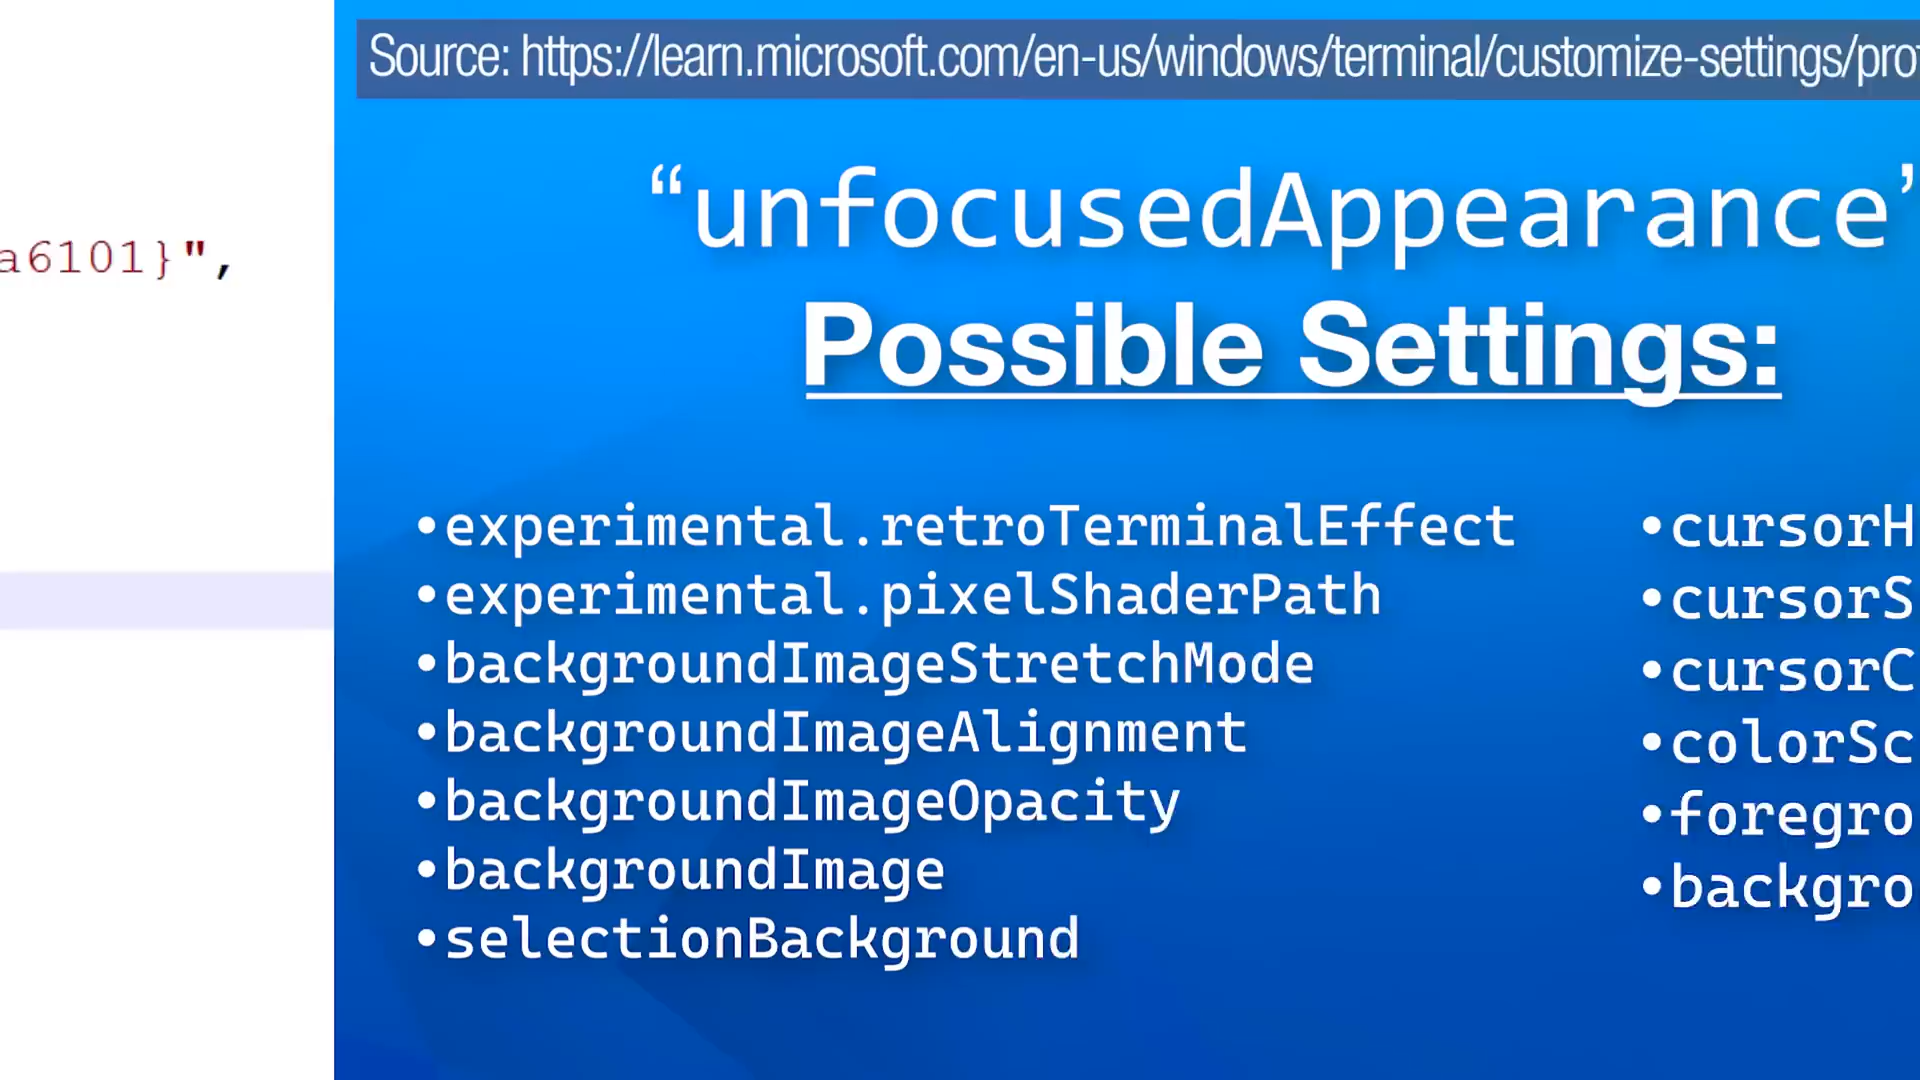 Source: https://learn.microsoft.com/en-us/windows/terminal/customize-settings/pro
“unfocusedAppearance”
a6101}",
Possible Settings:
•experimental.retroTerminalEffect
•experimental.pixelShaderPath
•backgroundImageStretchMode
•backgroundImageAlignment
•backgroundImageOpacity
•backgroundImage
•selectionBackground
•cursorH
•cursorS
•cursorC
•colorSc
•foregro
•backgro